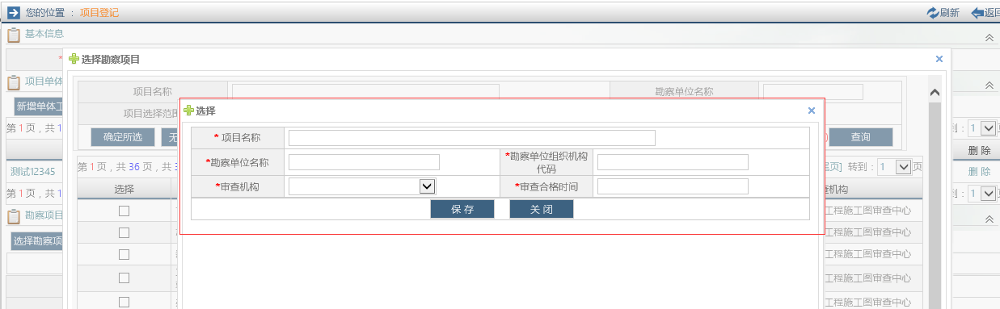 您的位置 ： 项目登记 刷新 返回
基本信息
*
选择勘察项目
项目单体
项目名称 勘察单位名称
新增单体工
选择
项目选择范围
第1页，共1 到：1
* 项目名称
确定所选 无 查询
*勘察单位名称 *勘察单位组织机构代码
删 除
第1页，共36页，共3 尾页] 转到：1 页
测试12345 删 除
*审查机构 *审查合格时间
选择 查机构
第1页，共1 到：1
保 存 关 闭
工程施工图审查中心
勘察项目
工程施工图审查中心
选择勘察项
工程施工图审查中心
工程施工图审查中心
工程施工图审查中心